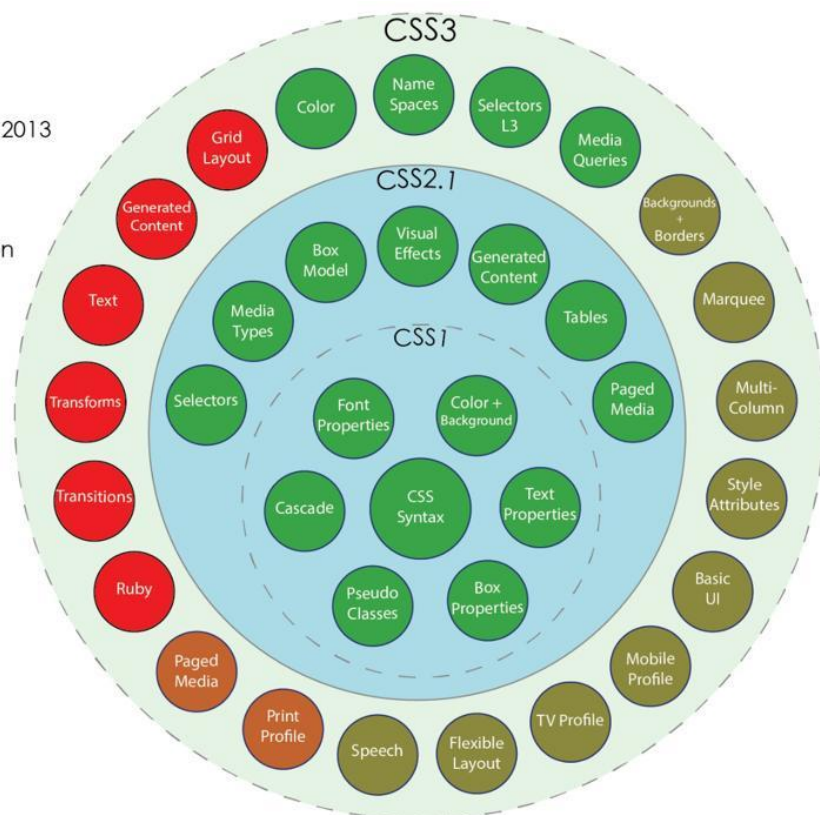 CSS3
2013
n
Color
Name
Spaces
Selectors
L3
Media
Queries
Backgrounds
+
Borders
Marquee
Multi-
Column
Style
Attributes
Basic
UI
Mobile
Profile
TV Profile
Flexible
Layout
Speech
Print
Profile
Paged
Media
Ruby
Transitions
Transforms
Text
Generated
Content
Grid
Layout
CSS2.1
Selectors
Media
Types
Box
Model
Visual
Effects
Generated
Content
Tables
Paged
Media
CSS1
Font
Properties
Color +
Background
Cascade
CSS
Syntax
Text
Properties
Pseudo
Classes
Box
Properties